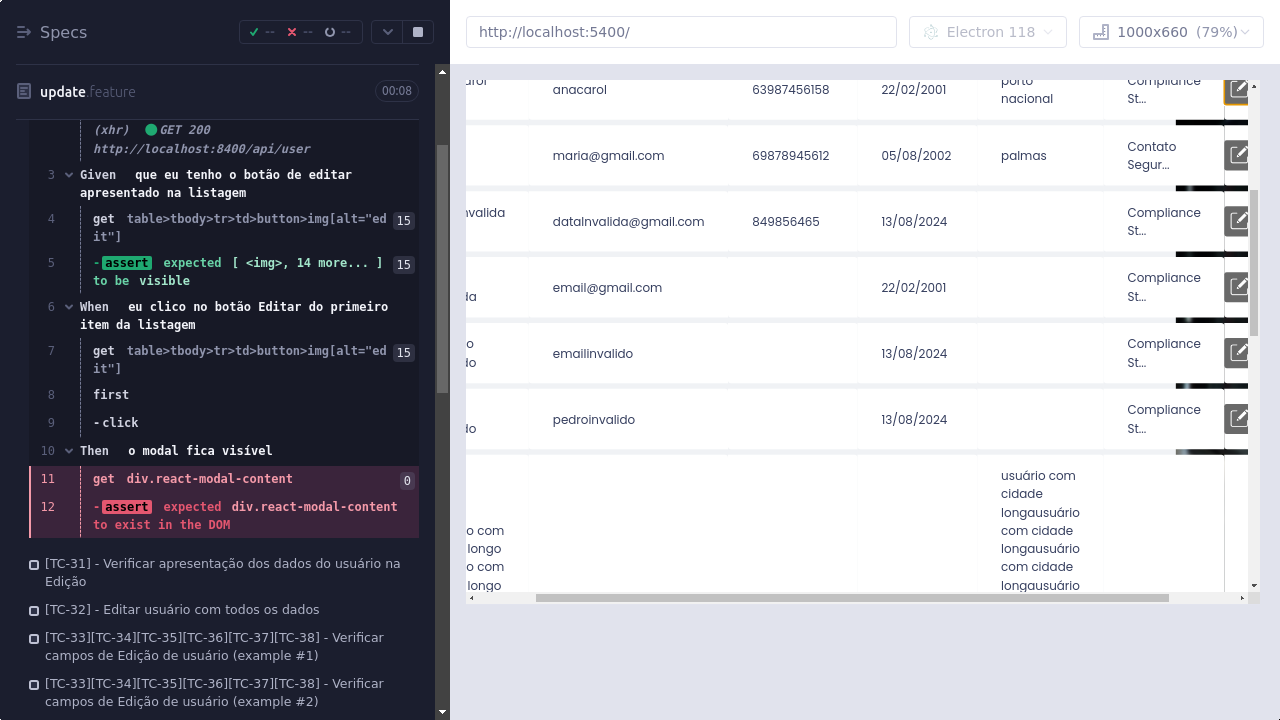 Specs
-- -- --
update.feature
00:08
(xhr) GET 200
http://localhost:8400/api/user
3 Given que eu tenho o botão de editar
apresentado na listagem
4 get table>tbody>tr>td>button>img[alt="ed 15
it"]
5 -assert expected [ <img>, 14 more... ] 15
to be visible
6 When eu clico no botão Editar do primeiro
item da listagem
7 get table>tbody>tr>td>button>img[alt="ed 15
it"]
8 first
9 -click
10 Then o modal fica visível
11 get div.react-modal-content 0
12 -assert expected div.react-modal-content
to exist in the DOM
[TC-31] - Verificar apresentação dos dados do usuário na
Edição
[TC-32] - Editar usuário com todos os dados
[TC-33][TC-34][TC-35][TC-36][TC-37][TC-38] - Verificar
campos de Edição de usuário (example #1)
[TC-33][TC-34][TC-35][TC-36][TC-37][TC-38] - Verificar
campos de Edição de usuário (example #2)
http://localhost:5400/
Electron 118
1000x660 (79%)
anacarol 63987456158 22/02/2001 porto
nacional
Compliance
St...
maria@gmail.com 69878945612 05/08/2002 palmas
Contato
Segur...
nvalida
dataInvalida@gmail.com 849856465 13/08/2024
Compliance
St...
da
email@gmail.com 22/02/2001
Compliance
St...
o
do
emailinvalido 13/08/2024
Compliance
St...
do
pedroinvalido 13/08/2024
Compliance
St...
o com
longo
o com
longo
usuário com
cidade
longausuário
com cidade
longausuário
com cidade
longausuário